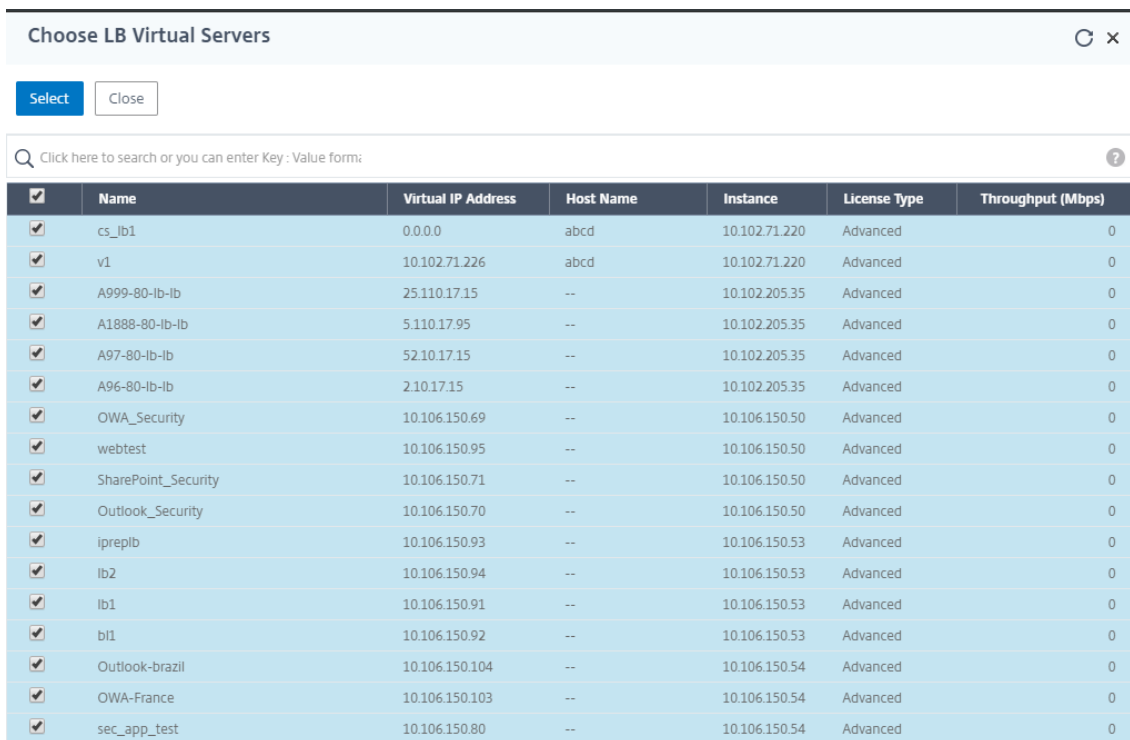 Choose LB Virtual Servers
Select Close
Click here to search or you can enter Key : Value forma
Name Virtual IP Address Host Name Instance License Type Throughput (Mbps)
cs_lb1 0.0.0.0 abcd 10.102.71.220 Advanced 0
v1 10.102.71.226 abcd 10.102.71.220 Advanced 0
A999-80-lb-lb 25.110.17.15 -- 10.102.205.35 Advanced 0
A1888-80-lb-lb 5.110.17.95 -- 10.102.205.35 Advanced 0
A97-80-lb-lb 52.10.17.15 -- 10.102.205.35 Advanced 0
A96-80-lb-lb 2.10.17.15 -- 10.102.205.35 Advanced 0
OWA_Security 10.106.150.69 -- 10.106.150.50 Advanced 0
webtest 10.106.150.95 -- 10.106.150.50 Advanced 0
SharePoint_Security 10.106.150.71 -- 10.106.150.50 Advanced 0
Outlook_Security 10.106.150.70 -- 10.106.150.50 Advanced 0
ipreplb 10.106.150.93 -- 10.106.150.53 Advanced 0
lb2 10.106.150.94 -- 10.106.150.53 Advanced 0
lb1 10.106.150.91 -- 10.106.150.53 Advanced 0
bl1 10.106.150.92 -- 10.106.150.53 Advanced 0
Outlook-brazil 10.106.150.104 -- 10.106.150.54 Advanced 0
OWA-France 10.106.150.103 -- 10.106.150.54 Advanced 0
sec_app_test 10.106.150.80 -- 10.106.150.54 Advanced 0